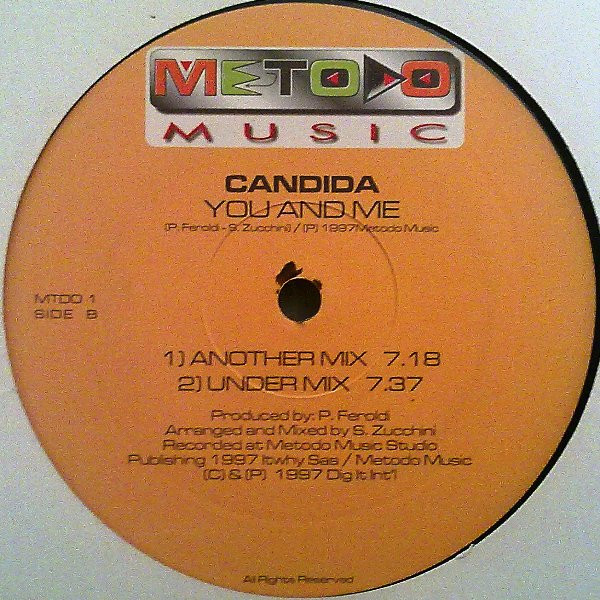 METODO
MUSIC
CANDIDA
YOU AND ME
(P. Feroldi - S. Zucchini) / (P) 1997 Metodo Music
MTDO 1
SIDE B
1) ANOTHER MIX 7.18
2) UNDER MIX 7.37
Produced by: P. Feroldi
Arranged and Mixed by S. Zucchini
Recorded at Metodo Music Studio
Publishing 1997 Itwhy Sas / Metodo Music
(C) & (P) 1997 Dig It Int'l
All Rights Reserved